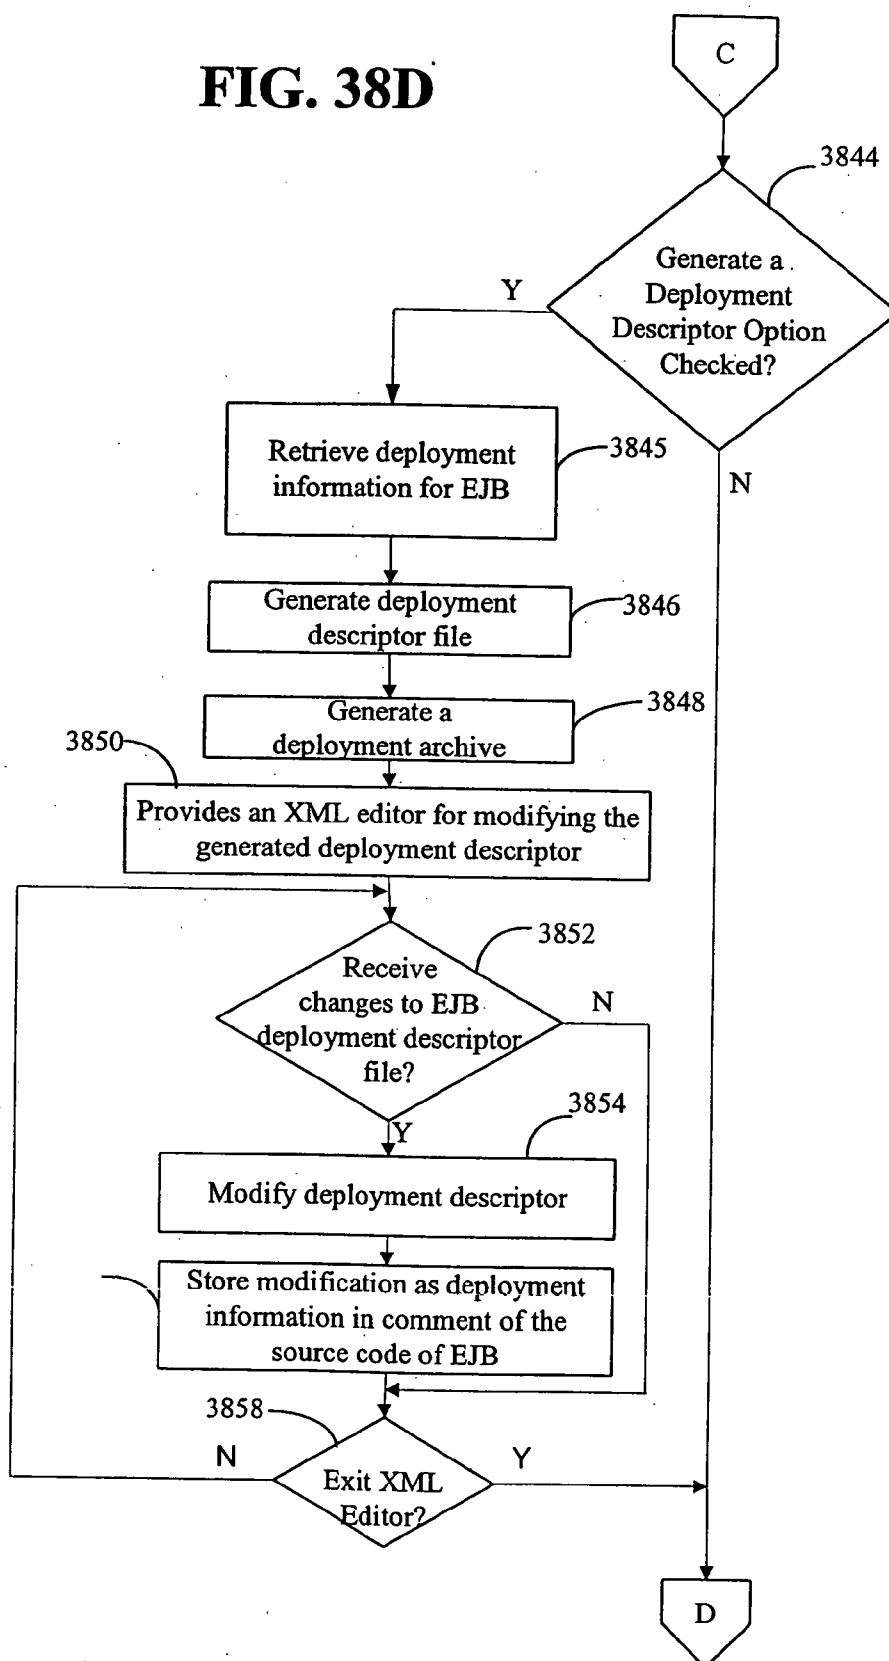 FIG. 38D
C
3844
Generate a
Deployment
Descriptor Option
Checked?
Y
N
Retrieve deployment
information for EJB
3845
Generate deployment
descriptor file
3846
Generate a
deployment archive
3848
3850
Provides an XML editor for modifying the
generated deployment descriptor
3852
Receive
changes to EJB
deployment descriptor
file?
N
Y
3854
Modify deployment descriptor
Store modification as deployment
information in comment of the
source code of EJB
3858
N
Y
Exit XML
Editor?
D